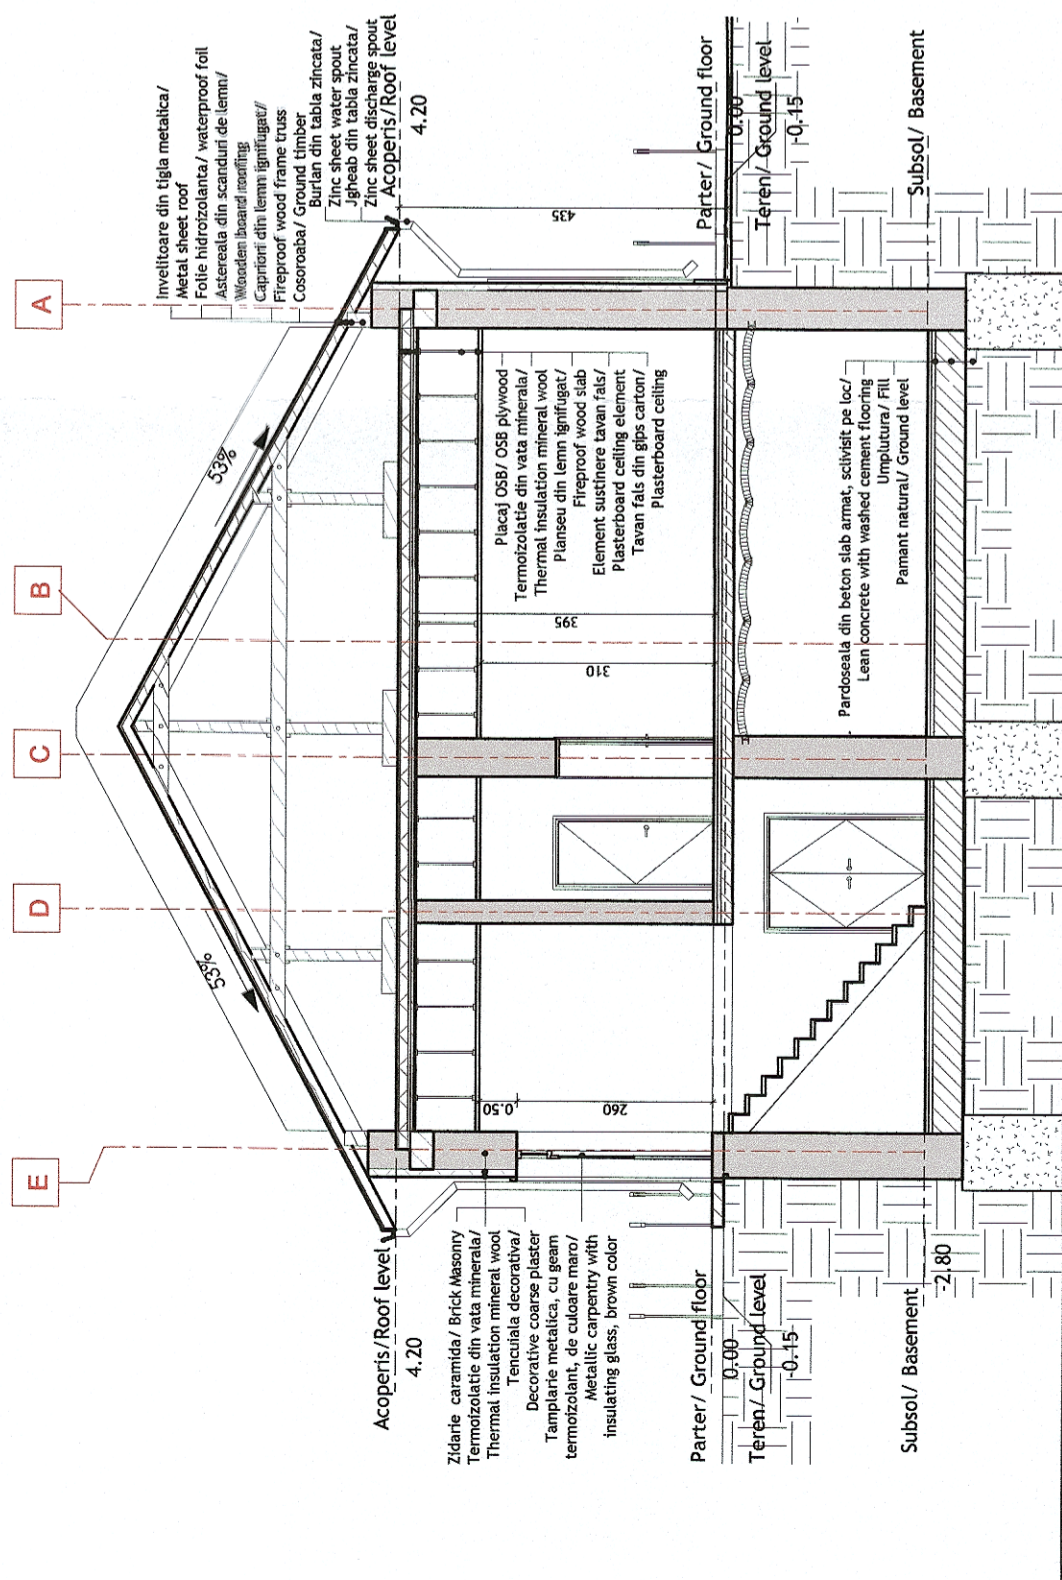 E
D
C
B
A
Invelitoare din tigla metalica/
Metal sheet roof
Folie hidroizolanta/ waterproof foil
Astereala din scanduri de lemn/
Wooden board roofing
Capriori din lemn ignifugat/
Fireproof wood frame truss
Cosoroaba/ Ground timber
Burlan din tabla zincata/
Zinc sheet water spout
Jgheab din tabla zincata/
Zinc sheet discharge spout
Acoperis/Roof level
4.20
53%
53%
Acoperis/Roof level
4.20
435
Placaj OSB/ OSB plywood
Termoizolatie din vata minerala/
Thermal insulation mineral wool
Planseu din lemn ignifugat/
Fireproof wood slab
Element sustinere tavan fals/
Plasterboard ceiling element
Tavan fals din gips carton/
Plasterboard ceiling
395
310
0.50
260
Zidarie caramida/ Brick Masonry
Termoizolatie din vata minerala/
Thermal insulation mineral wool
Tencuiala decorativa/
Decorative coarse plaster
Tamplarie metalica, cu geam
termoizolant, de culoare maro/
Metallic carpentry with
insulating glass, brown color
Parter/ Ground floor
0.00
Teren/ Ground level
-0.15
Parter/ Ground floor
0.00
Teren/ Ground level
-0.15
Pardoseala din beton slab armat, sclivisit pe loc/
Lean concrete with washed cement flooring
Umplutura/ Fill
Pamant natural/ Ground level
Subsol/ Basement
Subsol/ Basement
-2.80